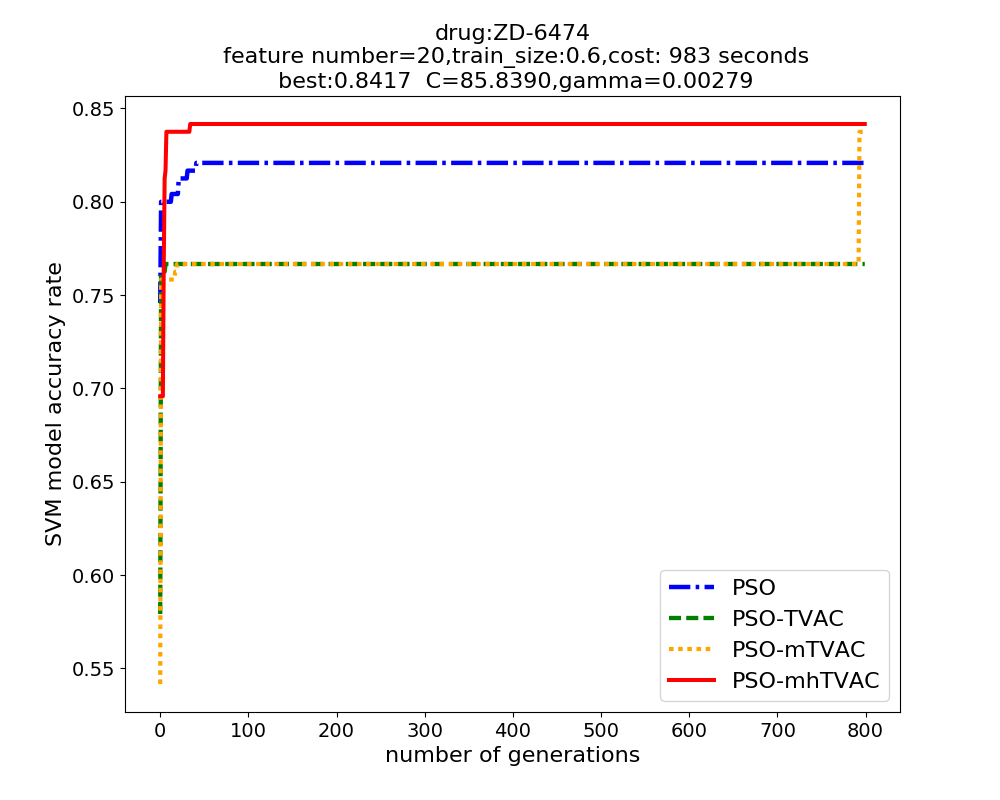 drug:ZD-6474
feature number=20,train_size:0.6,cost: 983 seconds
best:0.8417  C=85.8390,gamma=0.00279
0.85
0.80
0.75
0.70
0.65
0.60
0.55
SVM model accuracy rate
PSO
PSO-TVAC
PSO-mTVAC
PSO-mhTVAC
0 100 200 300 400 500 600 700 800
number of generations